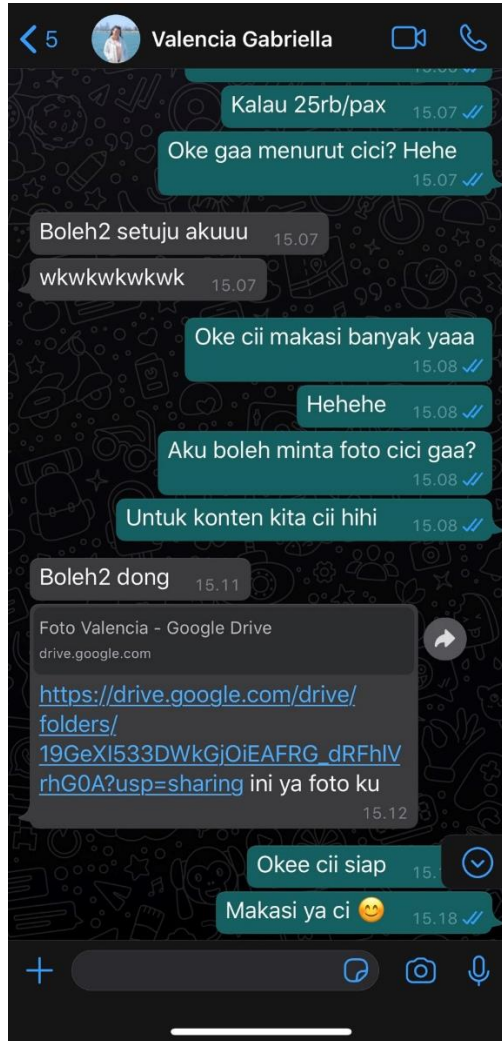 5
Valencia Gabriella
Kalau 25rb/pax 15.07
Oke gaa menurut cici? Hehe
15.07
Boleh2 setuju akuuu 15.07
wkwkwkwkwk 15.07
Oke cii makasi banyak yaaa
15.08
Hehehe 15.08
Aku boleh minta foto cici gaa?
15.08
Untuk konten kita cii hihi 15.08
Boleh2 dong 15.11
Foto Valencia - Google Drive
drive.google.com
https://drive.google.com/drive/
folders/
19GeXI533DWkGjOiEAFRG_dRFhlV
rhG0A?usp=sharing ini ya foto ku
15.12
Okee cii siap 15.
Makasi ya ci 😊 15.18